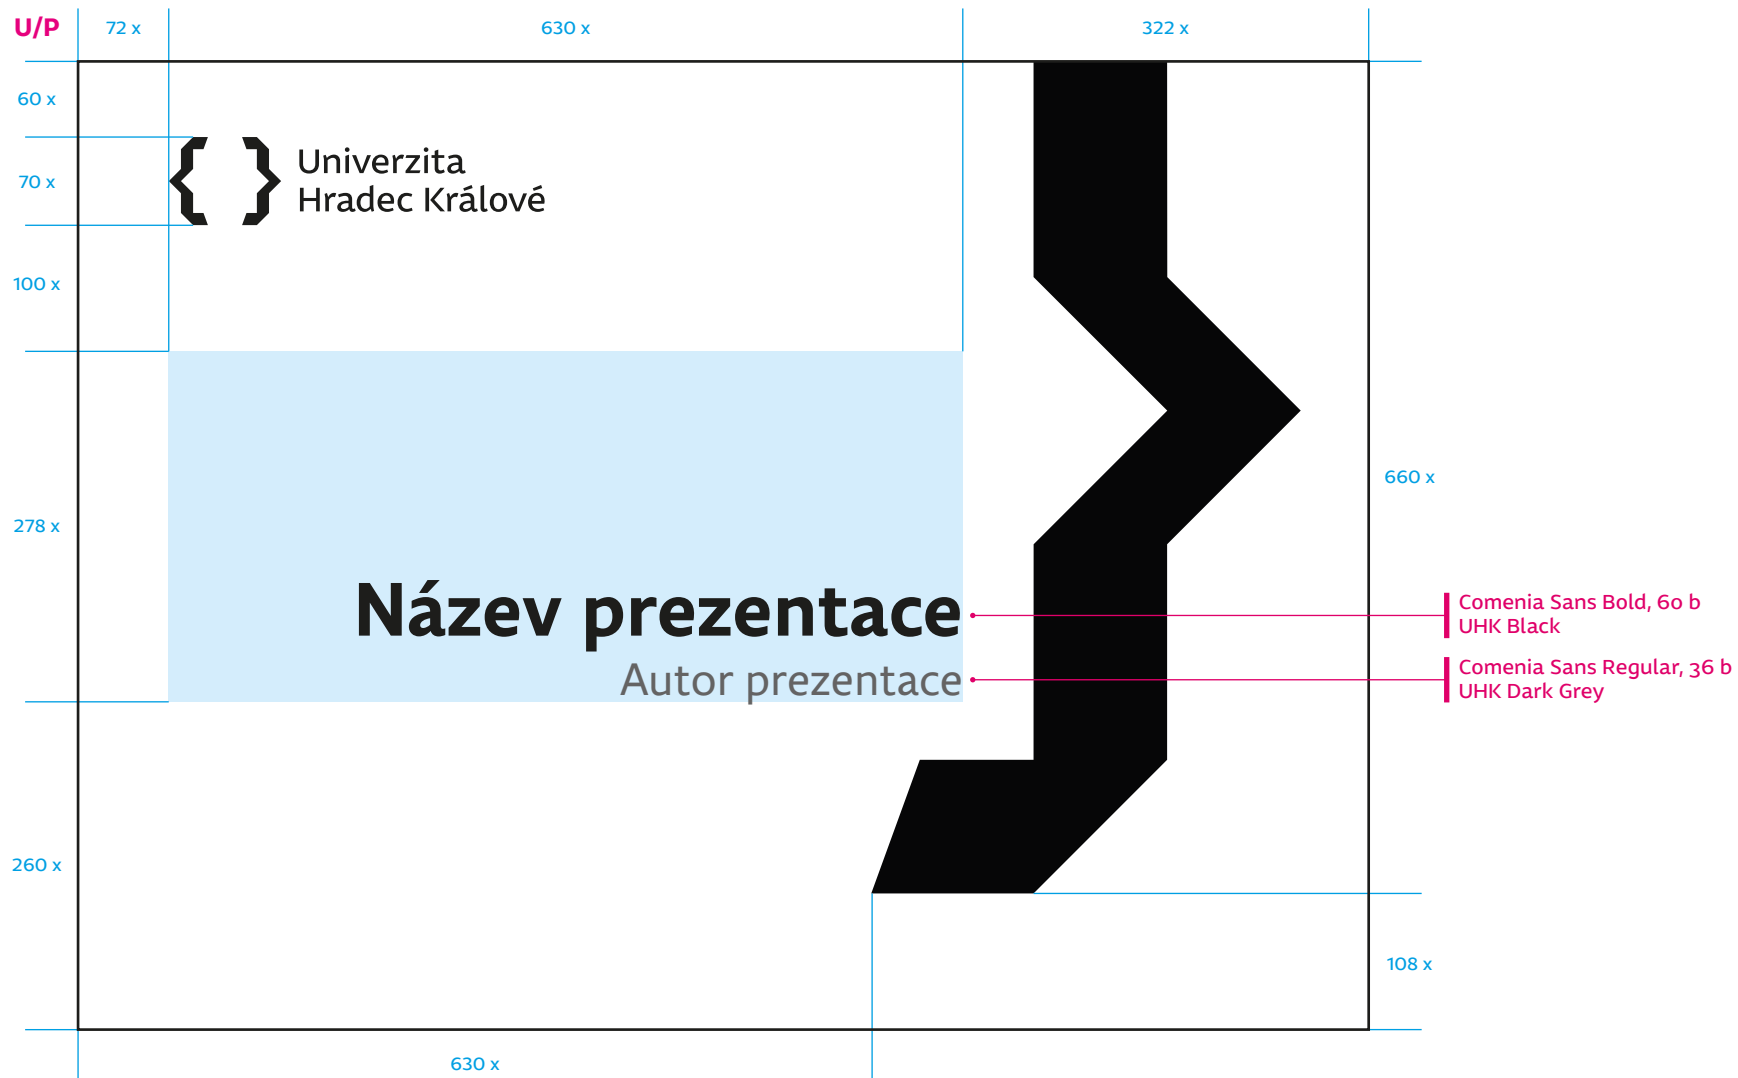 U/P
72 x
630 x
322 x
60 x
70 x
Univerzita
Hradec Králové
100 x
660 x
278 x
Název prezentace
Comenia Sans Bold, 60 b
UHK Black
Autor prezentace
Comenia Sans Regular, 36 b
UHK Dark Grey
260 x
108 x
630 x